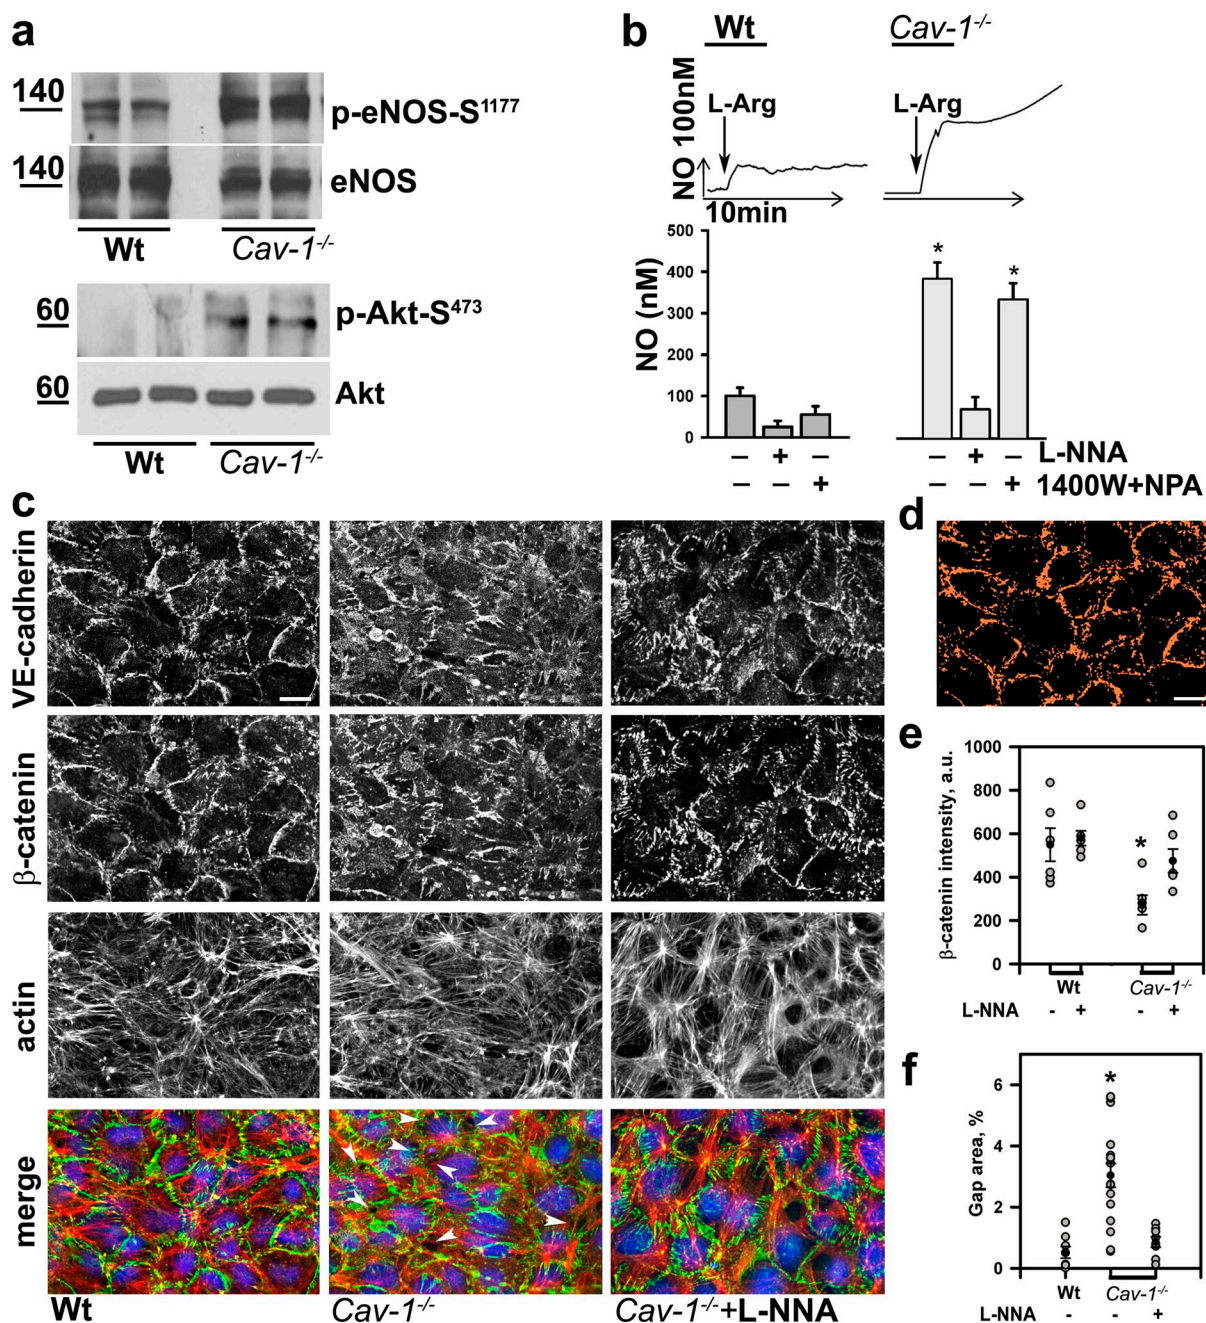 a
140
p-eNOS-S1177
140
eNOS
Wt
Cav-1-/-
60
p-Akt-S473
60
Akt
Wt
Cav-1-/-
b
Wt
Cav-1-/-
NO 100nM
L-Arg
L-Arg
10min
NO (nM)
500
400
300
200
100
0
*
*
– + – – + – L-NNA
– – + – – + 1400W+NPA
c
VE-cadherin
β-catenin
actin
merge
Wt
Cav-1-/-
Cav-1-/-+L-NNA
d
e
β-catenin intensity, a.u.
1000
800
600
400
200
0
*
Wt
Cav-1-/-
L-NNA - + - +
f
Gap area, %
6
4
2
0
*
Wt
Cav-1-/-
L-NNA - - +